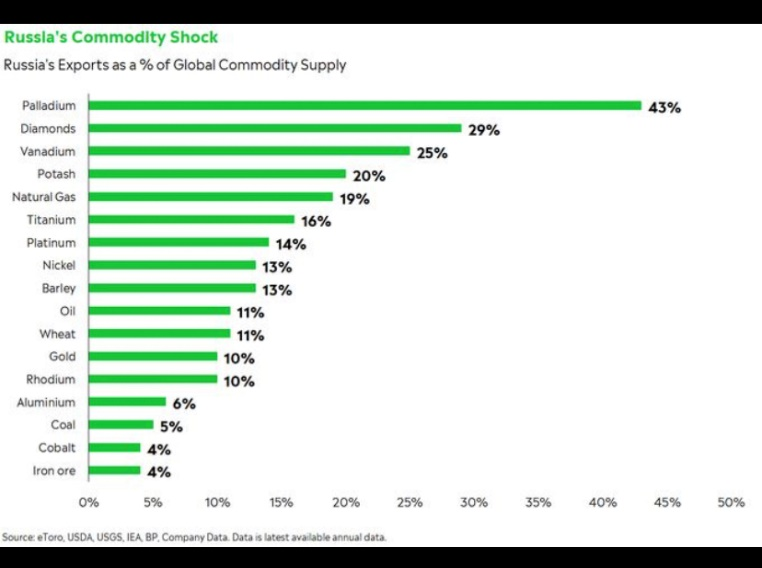 Russia's Commodity Shock
Russia's Exports as a % of Global Commodity Supply
Palladium 43%
Diamonds 29%
Vanadium 25%
Potash 20%
Natural Gas 19%
Titanium 16%
Platinum 14%
Nickel 13%
Barley 13%
Oil 11%
Wheat 11%
Gold 10%
Rhodium 10%
Aluminium 6%
Coal 5%
Cobalt 4%
Iron ore 4%
0% 5% 10% 15% 20% 25% 30% 35% 40% 45% 50%
Source: eToro, USDA, USGS, IEA, BP, Company Data. Data is latest available annual data.